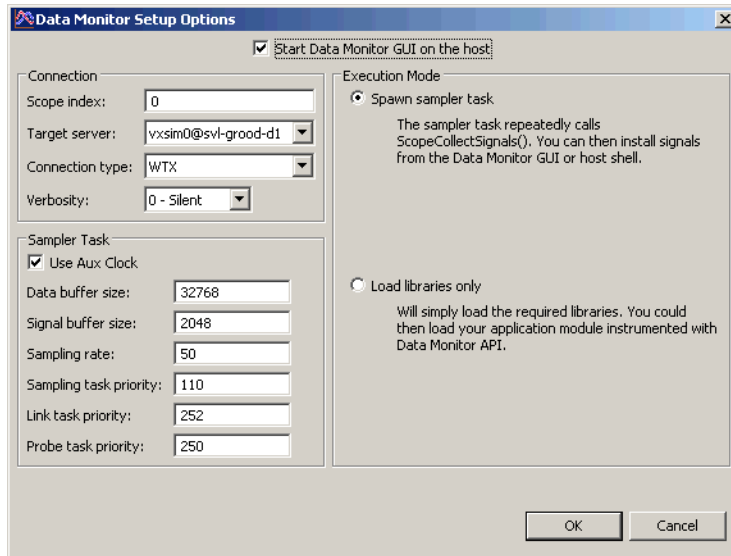 Data Monitor Setup Options
Start Data Monitor GUI on the host
Connection
Scope index: 0
Target server: vxsim0@svl-grood-d1
Connection type: WTX
Verbosity: 0 - Silent
Sampler Task
Use Aux Clock
Data buffer size: 32768
Signal buffer size: 2048
Sampling rate: 50
Sampling task priority: 110
Link task priority: 252
Probe task priority: 250
Execution Mode
Spawn sampler task
The sampler task repeatedly calls
ScopeCollectSignals(). You can then install signals
from the Data Monitor GUI or host shell.
Load libraries only
Will simply load the required libraries. You could
then load your application module instrumented with
Data Monitor API.
OK
Cancel